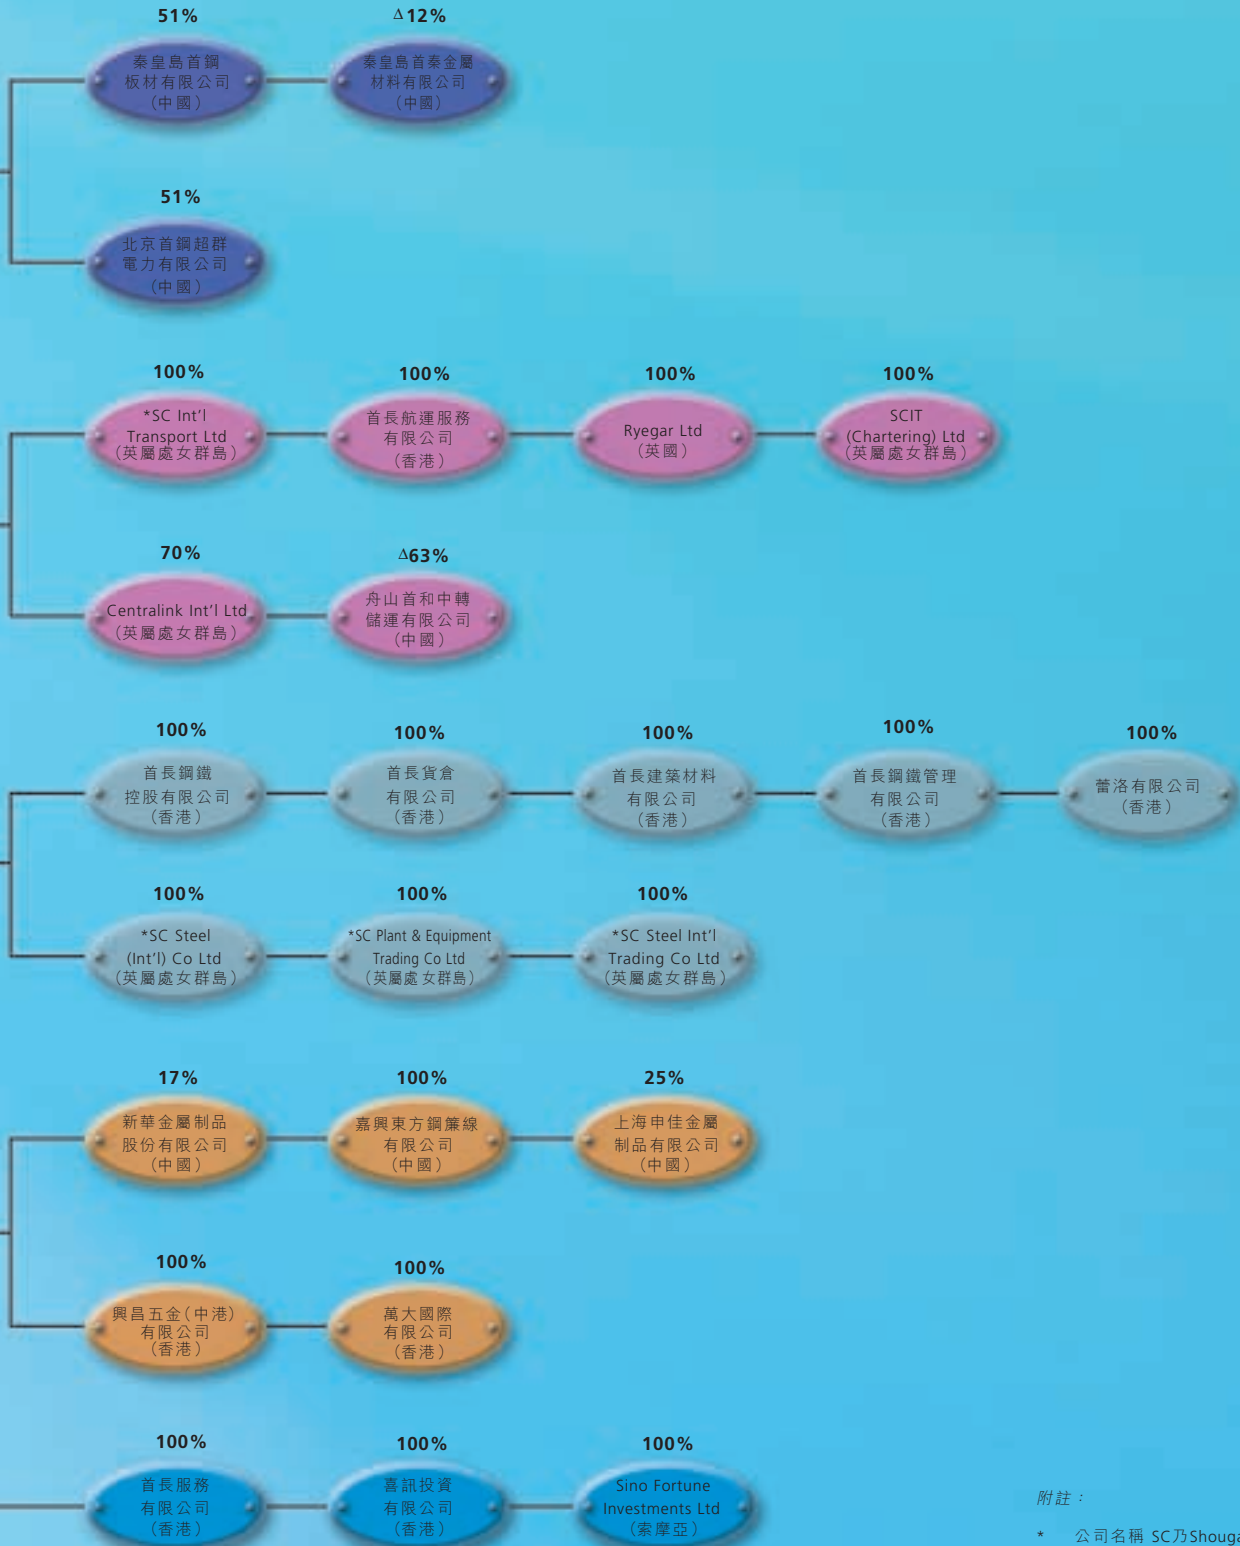 51%
秦皇島首鋼
板材有限公司
(中國)
Δ12%
秦皇島首秦金屬
材料有限公司
(中國)
51%
北京首鋼超群
電力有限公司
(中國)
100%
*SC Int'l
Transport Ltd
(英屬處女群島)
100%
首長航運服務
有限公司
(香港)
100%
Ryegar Ltd
(英國)
100%
SCIT
(Chartering) Ltd
(英屬處女群島)
70%
Centralink Int'l Ltd
(英屬處女群島)
Δ63%
舟山首和中轉
儲運有限公司
(中國)
100%
首長鋼鐵
控股有限公司
(香港)
100%
首長貨倉
有限公司
(香港)
100%
首長建築材料
有限公司
(香港)
100%
首長鋼鐵管理
有限公司
(香港)
100%
蕾洛有限公司
(香港)
100%
*SC Steel
(Int'l) Co Ltd
(英屬處女群島)
100%
*SC Plant & Equipment
Trading Co Ltd
(英屬處女群島)
100%
*SC Steel Int'l
Trading Co Ltd
(英屬處女群島)
17%
新華金屬制品
股份有限公司
(中國)
100%
嘉興東方鋼簾線
有限公司
(中國)
25%
上海申佳金屬
制品有限公司
(中國)
100%
興昌五金(中港)
有限公司
(香港)
100%
萬大國際
有限公司
(香港)
100%
首長服務
有限公司
(香港)
100%
喜訊投資
有限公司
(香港)
100%
Sino Fortune
Investments Ltd
(索摩亞)
附註：
* 公司名稱 SC乃Shouga